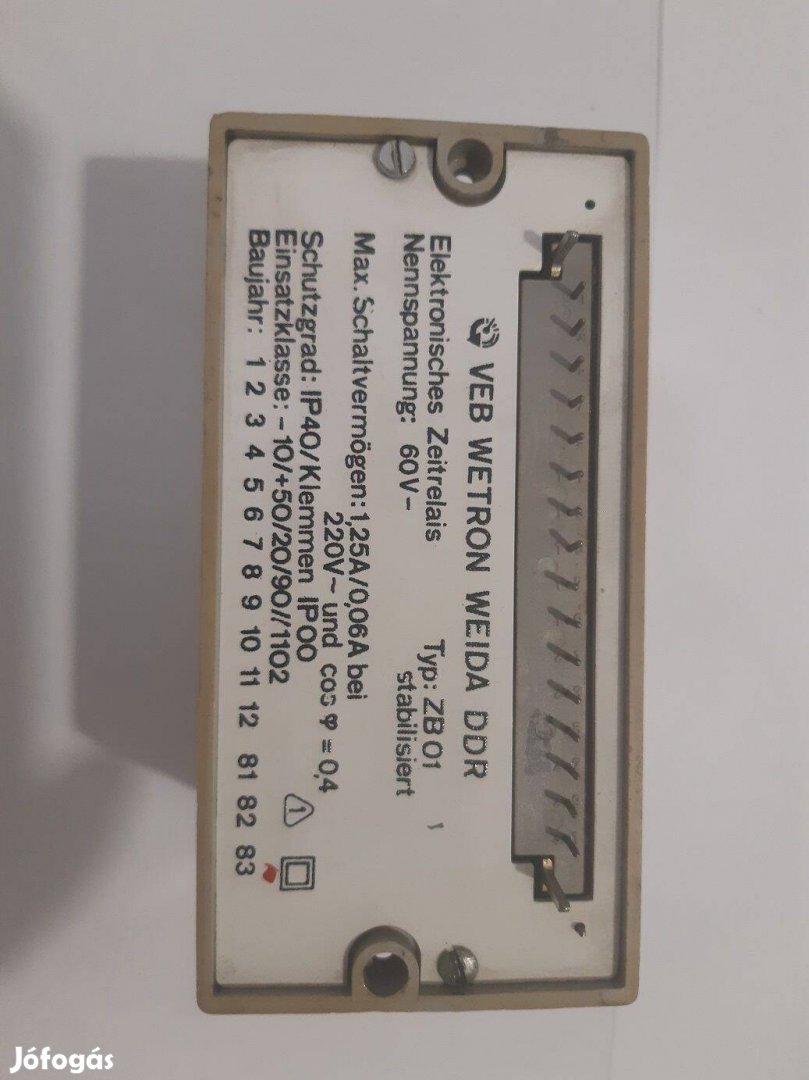 VEB WETRON WEIDA DDR
Elektronisches Zeitrelais Typ: ZB01
Nennspannung: 60V- stabilisiert
Max. Schaltvermögen: 1,25A/0,06A bei
220V~ und cos φ = 0,4
Schutzgrad: IP40/Klemmen IP00
Einsatzklasse: -10/+50/20/90//1102
Baujahr: 1 2 3 4 5 6 7 8 9 10 11 12 81 82 83
1
Jófogás